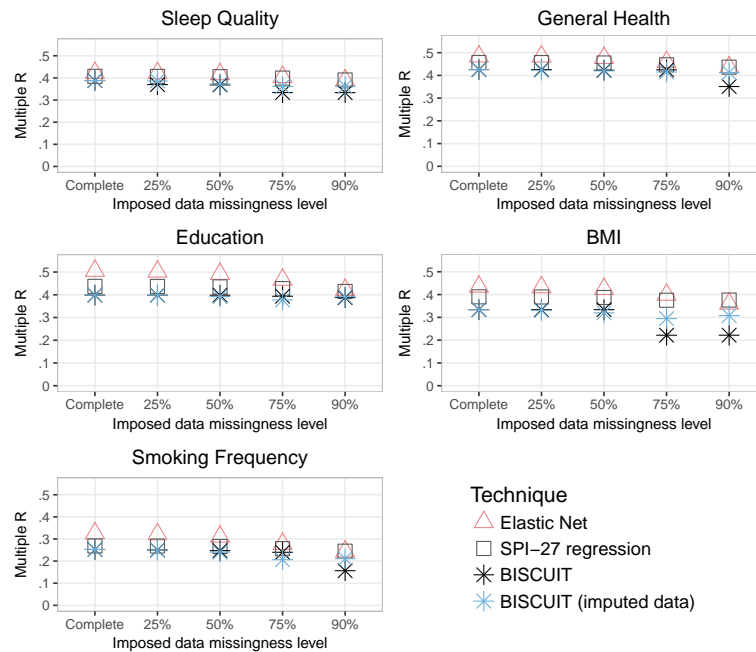 Sleep Quality
Multiple R
.5
.4
.3
.2
.1
0
Complete 25% 50% 75% 90%
Imposed data missingness level
General Health
Multiple R
.5
.4
.3
.2
.1
0
Complete 25% 50% 75% 90%
Imposed data missingness level
Education
Multiple R
.5
.4
.3
.2
.1
0
Complete 25% 50% 75% 90%
Imposed data missingness level
BMI
Multiple R
.5
.4
.3
.2
.1
0
Complete 25% 50% 75% 90%
Imposed data missingness level
Smoking Frequency
Multiple R
.5
.4
.3
.2
.1
0
Complete 25% 50% 75% 90%
Imposed data missingness level
Technique
Elastic Net
SPI−27 regression
BISCUIT
BISCUIT (imputed data)